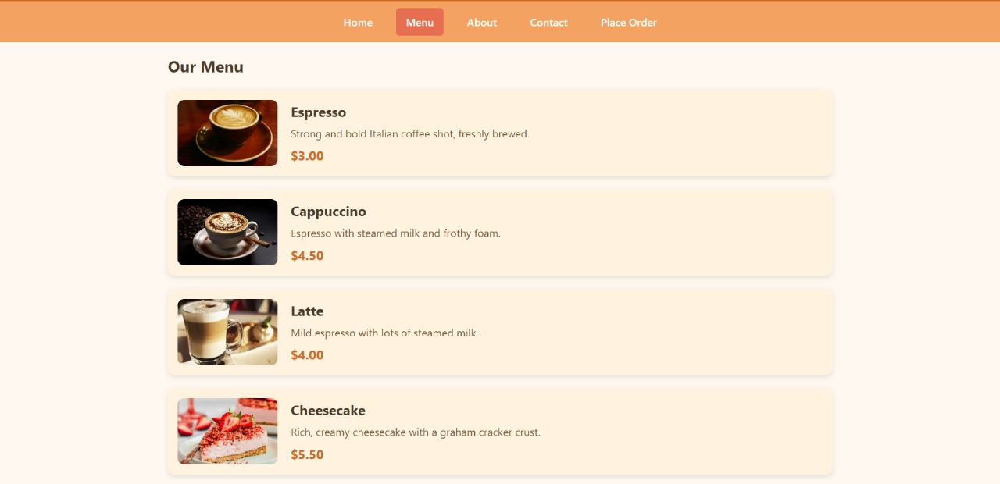 Home Menu About Contact Place Order
Our Menu
Espresso
Strong and bold Italian coffee shot, freshly brewed.
$3.00
Cappuccino
Espresso with steamed milk and frothy foam.
$4.50
Latte
Mild espresso with lots of steamed milk.
$4.00
Cheesecake
Rich, creamy cheesecake with a graham cracker crust.
$5.50